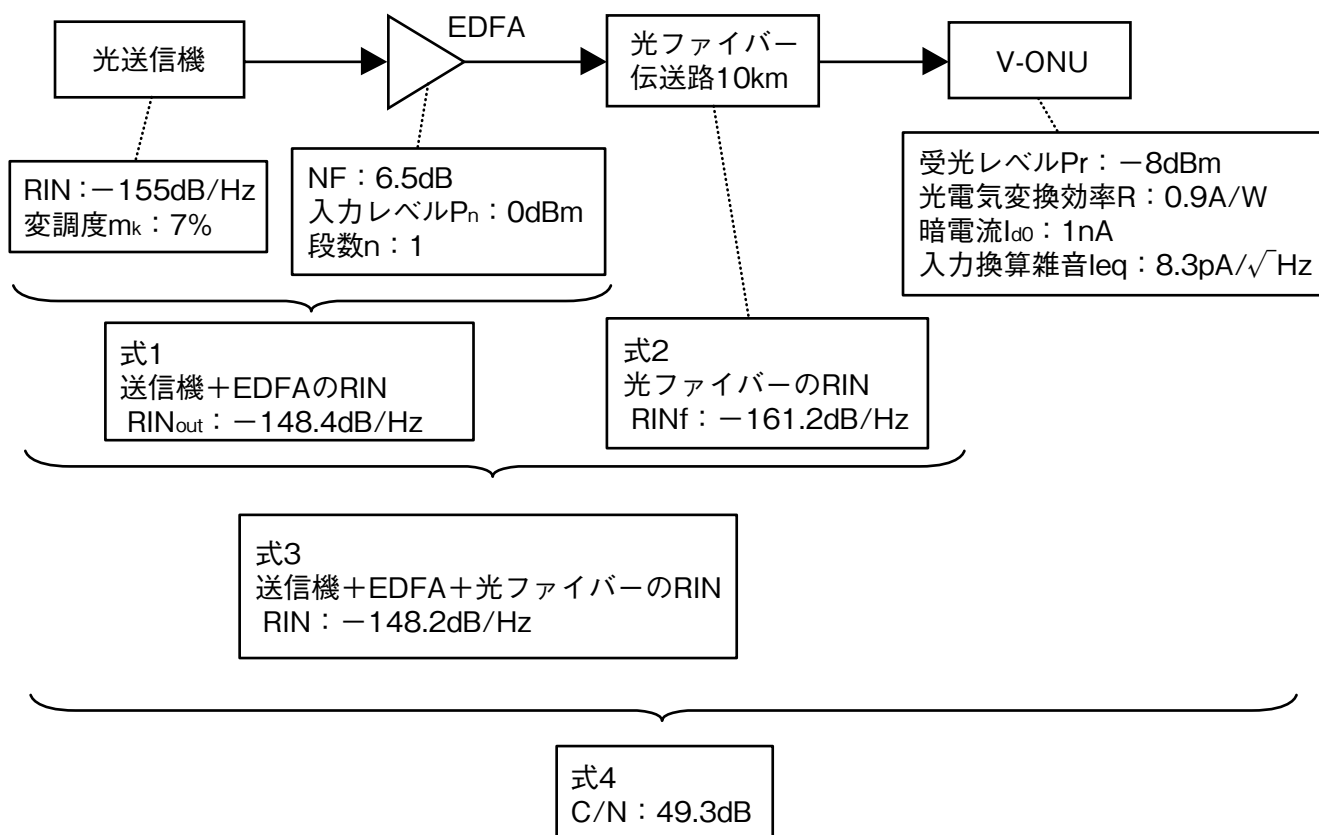 EDFA
光送信機
光ファイバー
伝送路10km
V-ONU
RIN：－155dB/Hz
変調度mk：7%
NF：6.5dB
入力レベルPn：0dBm
段数n：1
受光レベルPr：－8dBm
光電気変換効率R：0.9A/W
暗電流Id0：1nA
入力換算雑音Ieq：8.3pA/√Hz
式1
送信機＋EDFAのRIN
RINout：－148.4dB/Hz
式2
光ファイバーのRIN
RINf：－161.2dB/Hz
式3
送信機＋EDFA＋光ファイバーのRIN
RIN：－148.2dB/Hz
式4
C/N：49.3dB